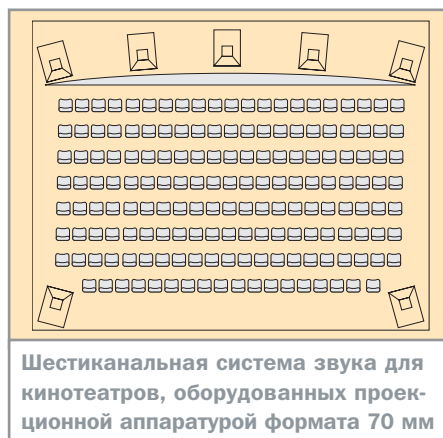 Шестиканальная система звука для
кинотеатров, оборудованных проек-
ционной аппаратурой формата 70 мм